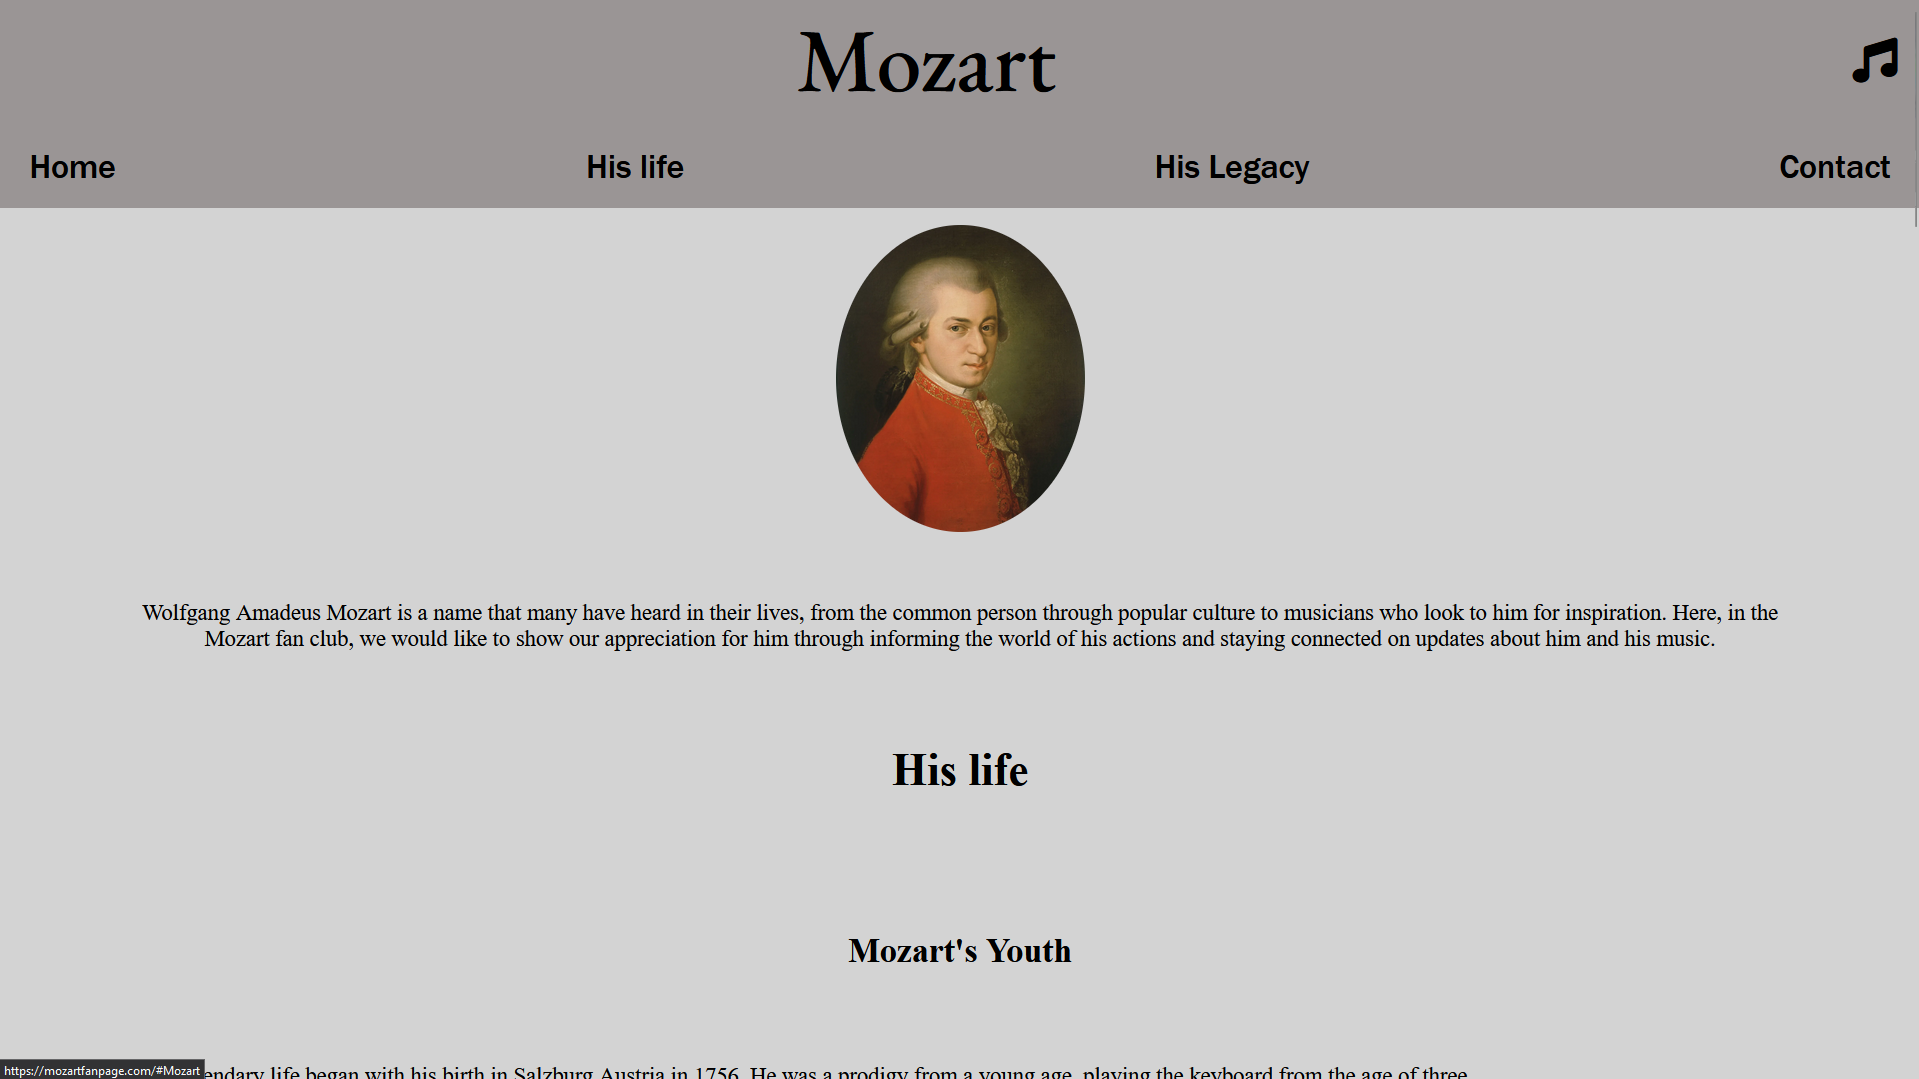 Mozart
Home
His life
His Legacy
Contact
Wolfgang Amadeus Mozart is a name that many have heard in their lives, from the common person through popular culture to musicians who look to him for inspiration. Here, in the
Mozart fan club, we would like to show our appreciation for him through informing the world of his actions and staying connected on updates about him and his music.
His life
Mozart's Youth
endary life began with his birth in Salzburg Austria in 1756. He was a prodigy from a young age, playing the keyboard from the age of three
https://mozartfanpage.com/#Mozart